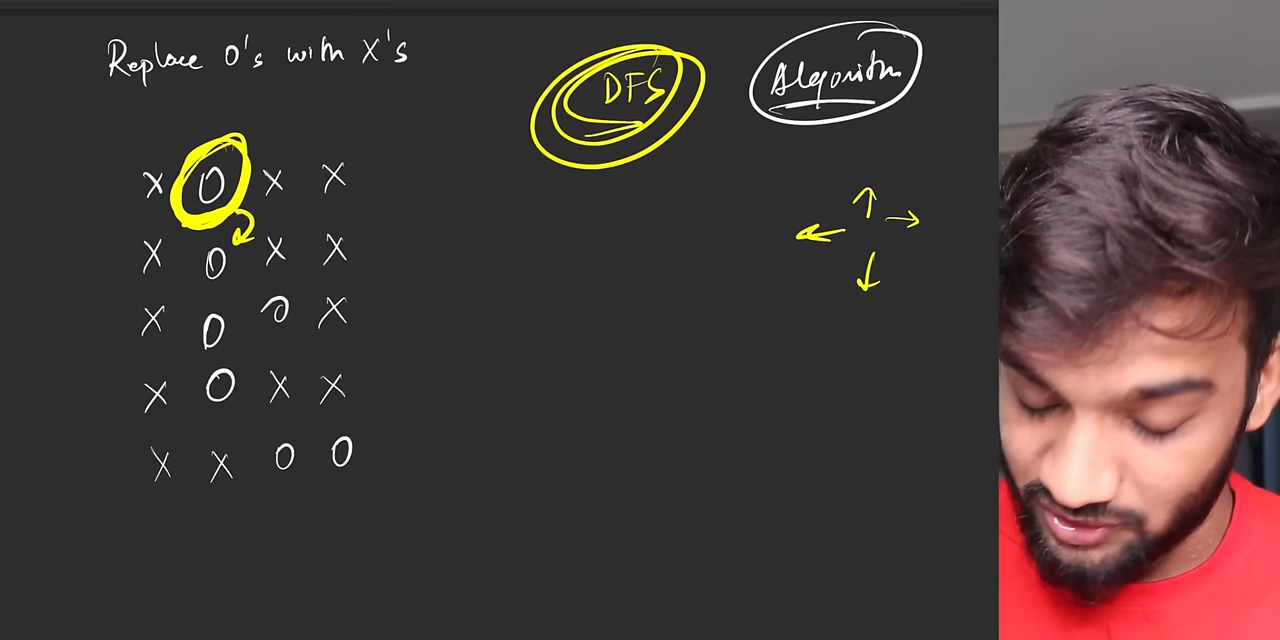 Replace O's with X's
DFS
Algorithm
X O X X
X O X X
X O O X
X O X X
X X O O